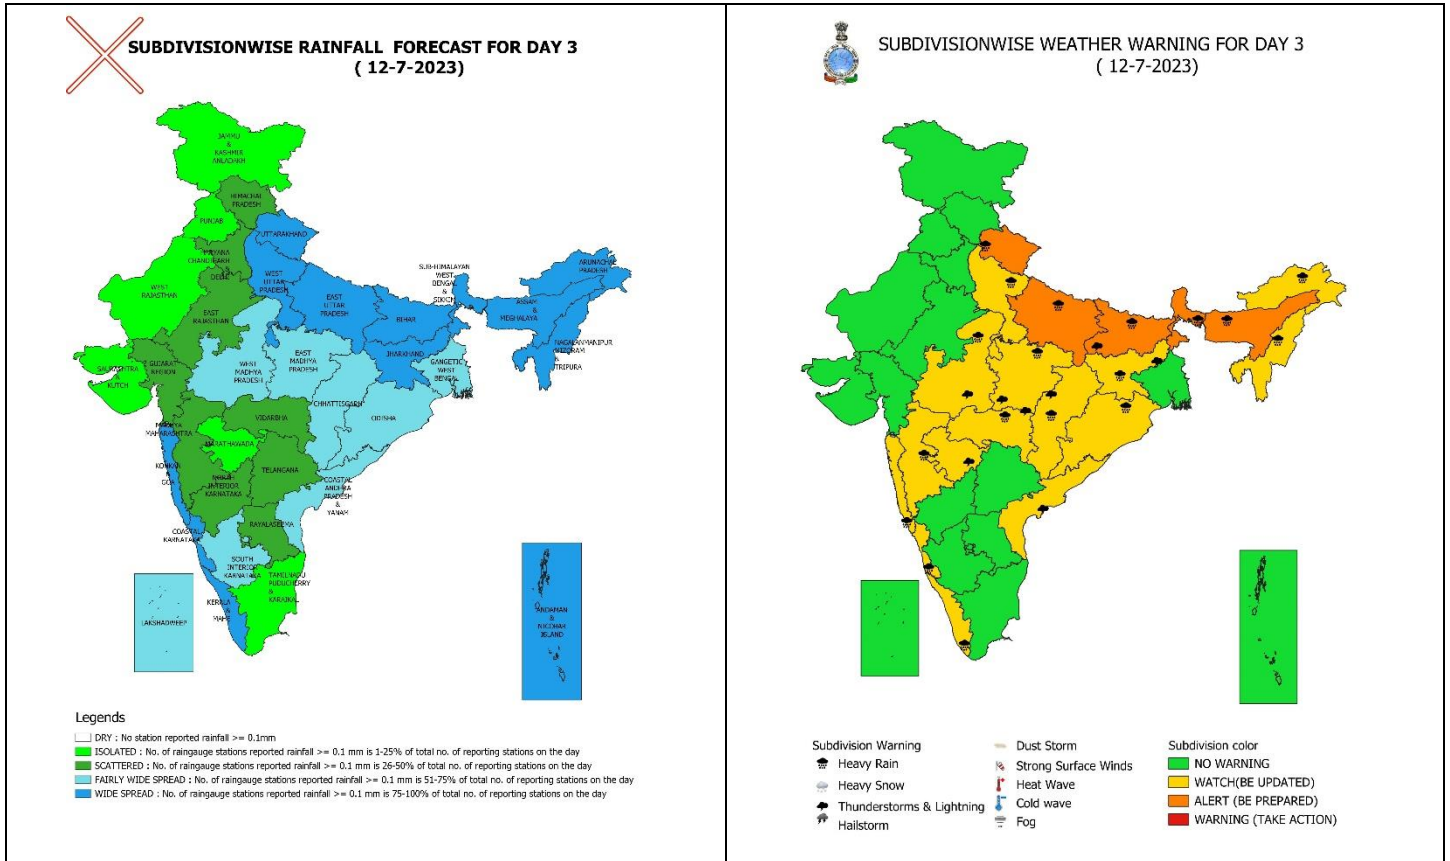 SUBDIVISIONWISE RAINFALL FORECAST FOR DAY 3
( 12-7-2023)
JAMMU
&
KASHMIR
ANLADAKH
HIMACHAL
PRADESH
PUNJAB
UTTARAKHAND
CHANDIGARH
DELHI
WEST
UTTAR
PRADESH
WEST
RAJASTHAN
EAST
RAJASTHAN
EAST
UTTAR
PRADESH
BIHAR
SUB-HIMALAYAN
WEST
BENGAL
&
SIKKIM
ARUNACHAL
PRADESH
ASSAM
&
MEGHALAYA
NAGALANMANIPUR
MIZORAM
&
TRIPURA
JHARKHAND
GANGETIC
WEST
BENGAL
EAST
MADHYA
PRADESH
WEST
MADHYA
PRADESH
GUJARAT
REGION
SAURASHTRA
&
KUTCH
CHHATTISGARH
ODISHA
VIDARBHA
MADHYA
MAHARASHTRA
MARATHAWADA
KONKAN
&
GOA
TELANGANA
NORTH
INTERIOR
KARNATAKA
COASTAL
ANDHRA
PRADESH
&
YANAM
RAYALASEEMA
COASTAL
KARNATAKA
SOUTH
INTERIOR
KARNATAKA
TAMILNADU
PUDUCHERRY
&
KARAIKAL
KERALA
&
MAHE
LAKSHADWEEP
ANDAMAN
&
NICOBAR
ISLAND
Legends
DRY : No station reported rainfall >= 0.1mm
ISOLATED : No. of raingauge stations reported rainfall >= 0.1 mm is 1-25% of total no. of reporting stations on the day
SCATTERED : No. of raingauge stations reported rainfall >= 0.1 mm is 26-50% of total no. of reporting stations on the day
FAIRLY WIDE SPREAD : No. of raingauge stations reported rainfall >= 0.1 mm is 51-75% of total no. of reporting stations on the day
WIDE SPREAD : No. of raingauge stations reported rainfall >= 0.1 mm is 75-100% of total no. of reporting stations on the day
SUBDIVISIONWISE WEATHER WARNING FOR DAY 3
( 12-7-2023)
Subdivision Warning
Heavy Rain
Heavy Snow
Thunderstorms & Lightning
Hailstorm
Dust Storm
Strong Surface Winds
Heat Wave
Cold wave
Fog
Subdivision color
NO WARNING
WATCH(BE UPDATED)
ALERT (BE PREPARED)
WARNING (TAKE ACTION)